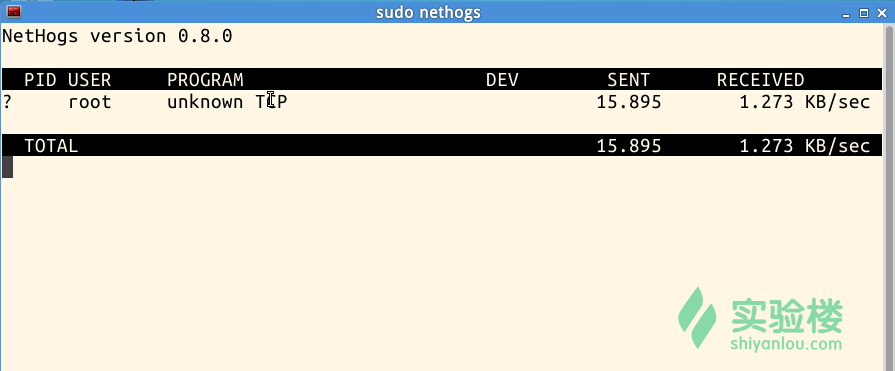 sudo nethogs
NetHogs version 0.8.0
PID USER PROGRAM DEV SENT RECEIVED
? root unknown TCP 15.895 1.273 KB/sec
TOTAL 15.895 1.273 KB/sec
实验楼
shiyanlou.com